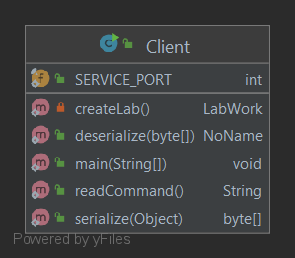 Client
SERVICE_PORT int
createLab() LabWork
deserialize(byte[]) NoName
main(String[]) void
readCommand() String
serialize(Object) byte[]
Powered by yFiles